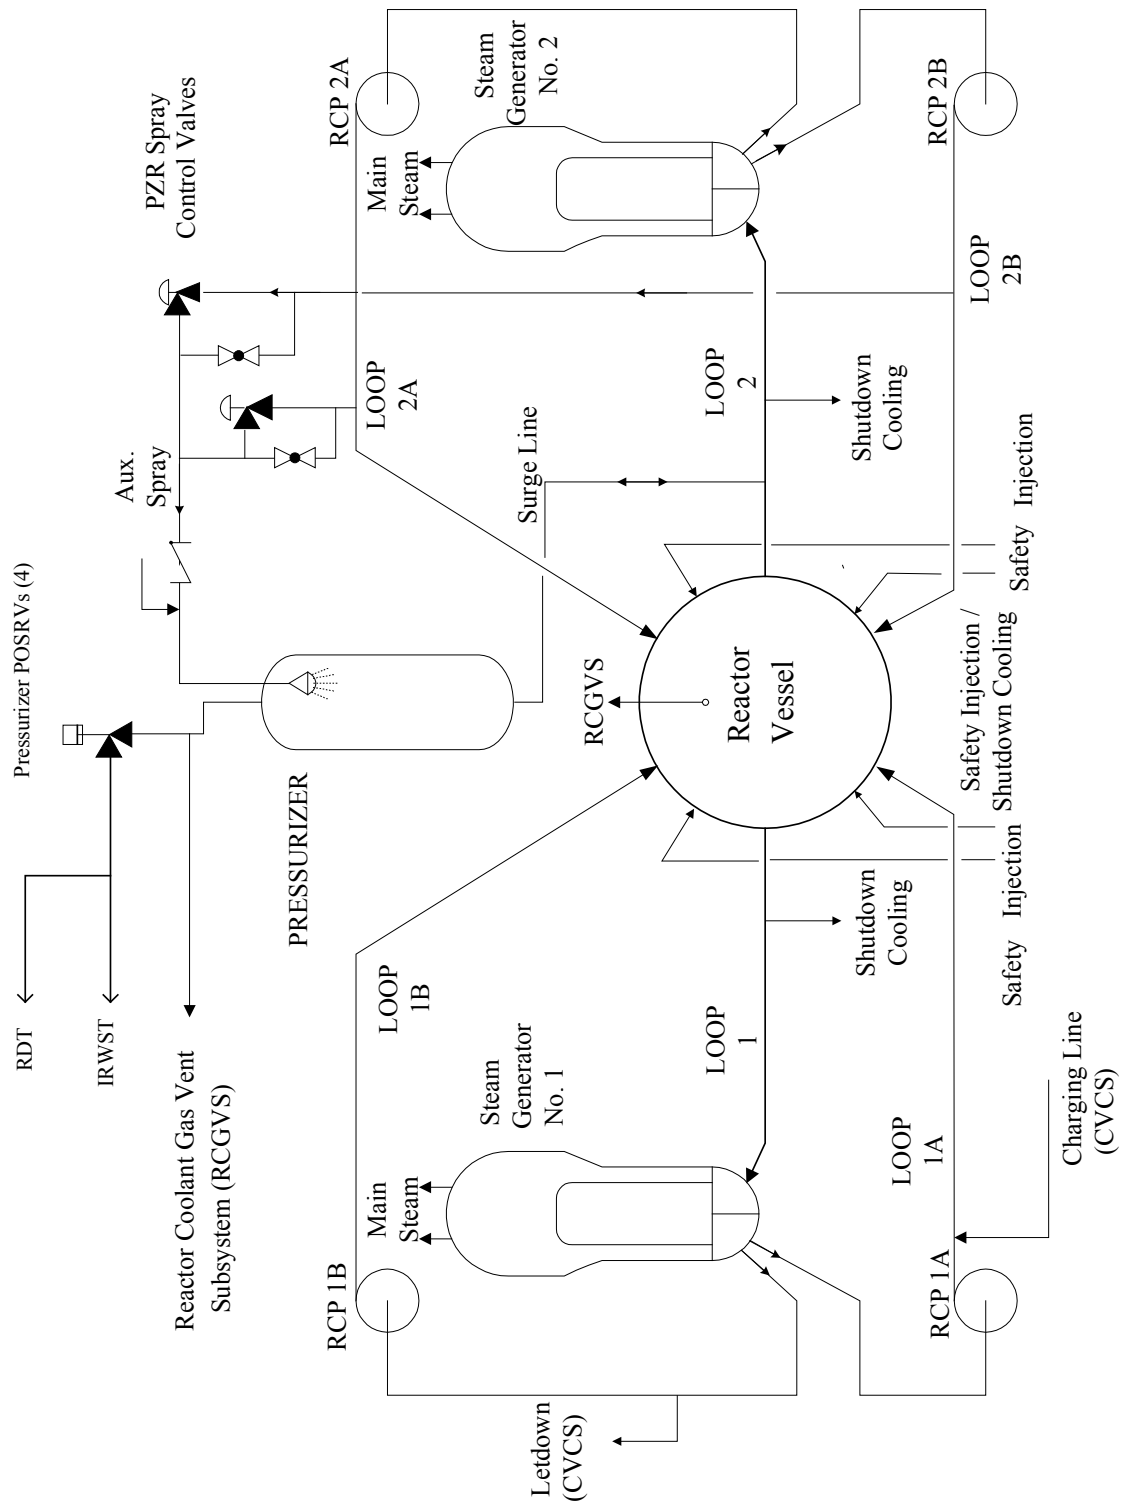 Pressurizer POSRVs (4)
RDT
IRWST
Reactor Coolant Gas Vent
Subsystem (RCGVS)
Aux.
Spray
PZR Spray
Control Valves
PRESSURIZER
RCP 1B
Main
Steam
Steam
Generator
No. 1
LOOP
1B
RCP 2A
Main
Steam
Steam
Generator
No. 2
LOOP
2A
Surge Line
Letdown
(CVCS)
RCGVS
Reactor
Vessel
LOOP
1
LOOP
2
Shutdown
Cooling
Shutdown
Cooling
RCP 1A
LOOP
1A
Charging Line
(CVCS)
Safety Injection
Safety Injection /
Shutdown Cooling
Safety Injection
LOOP
2B
RCP 2B